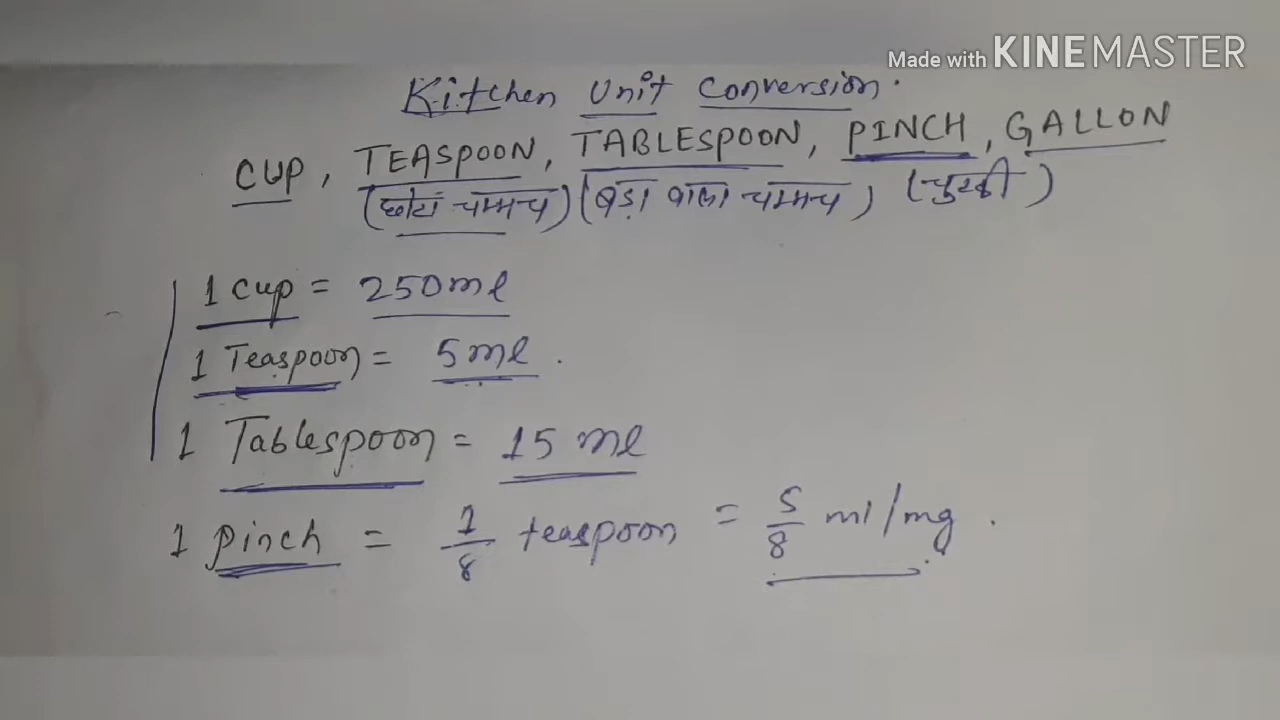 Made with KINEMASTER
Kitchen Unit Conversion.
CUP, TEASPOON, TABLESPOON, PINCH, GALLON
(छोटा चम्मच) (बड़ा वाला चम्मच) (चुटकी)
1 Cup = 250ml
1 Teaspoon = 5ml.
1 Tablespoon = 15 ml
1 pinch = 1/8 teaspoon = 5/8 ml/mg.